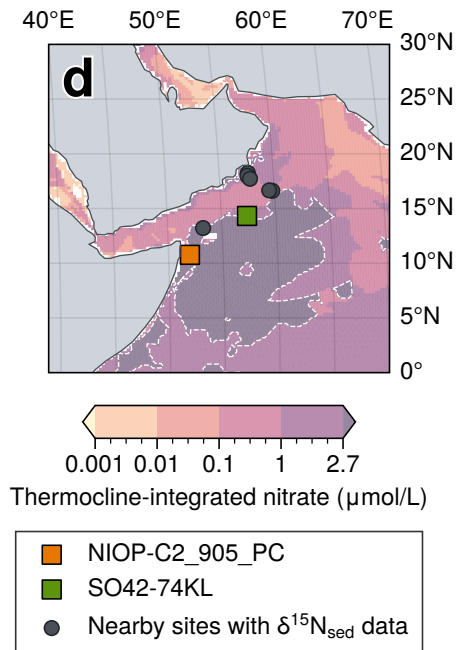 40°E 50°E 60°E 70°E
30°N
d
25°N
20°N
15°N
10°N
5°N
0°
0.001 0.01 0.1 1 2.7
Thermocline-integrated nitrate (μmol/L)
NIOP-C2_905_PC
SO42-74KL
Nearby sites with δ¹⁵N_sed data